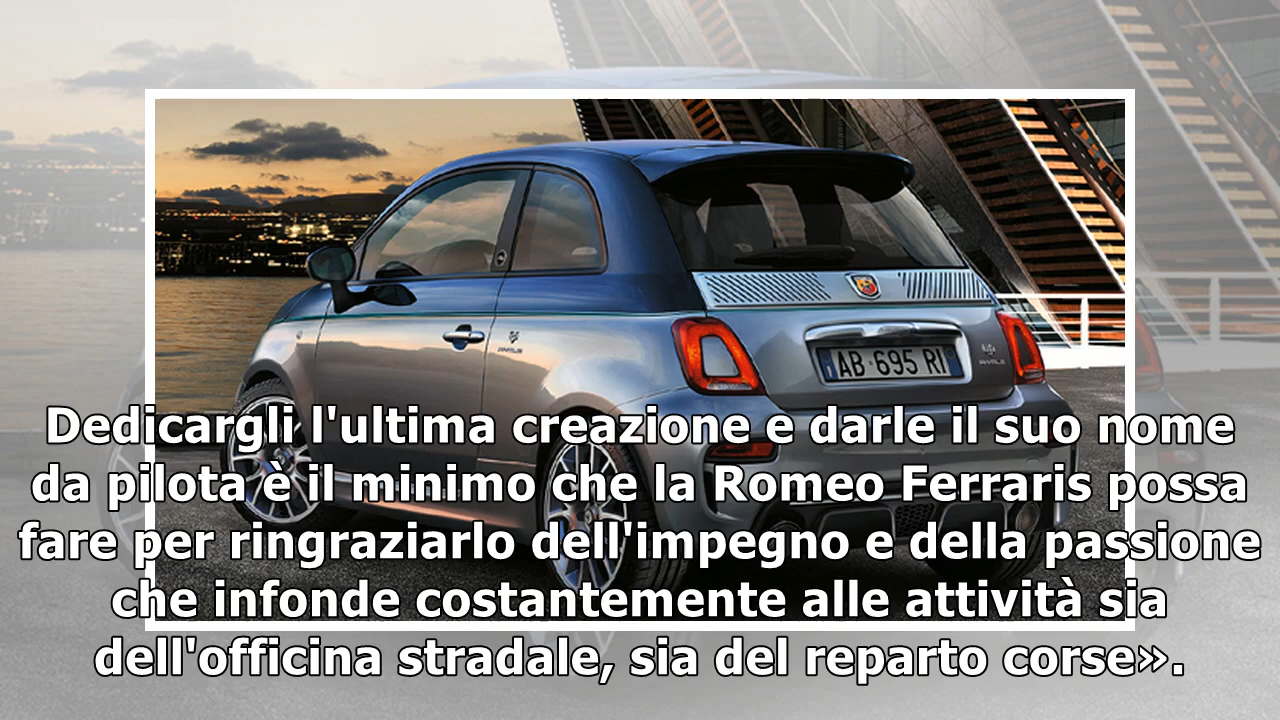 AB 695 RI
Dedicargli l'ultima creazione e darle il suo nome
da pilota è il minimo che la Romeo Ferraris possa
fare per ringraziarlo dell'impegno e della passione
che infonde costantemente alle attività sia
dell'officina stradale, sia del reparto corse».